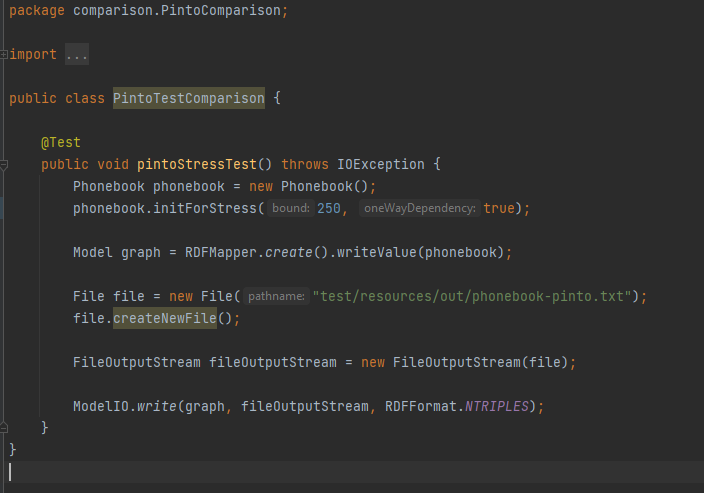 package comparison.PintoComparison;
import ...
public class PintoTestComparison {
@Test
public void pintoStressTest() throws IOException {
Phonebook phonebook = new Phonebook();
phonebook.initForStress( bound: 250, oneWayDependency: true);
Model graph = RDFMapper.create().writeValue(phonebook);
File file = new File( pathname: "test/resources/out/phonebook-pinto.txt");
file.createNewFile();
FileOutputStream fileOutputStream = new FileOutputStream(file);
ModelIO.write(graph, fileOutputStream, RDFFormat.NTRIPLES);
}
}